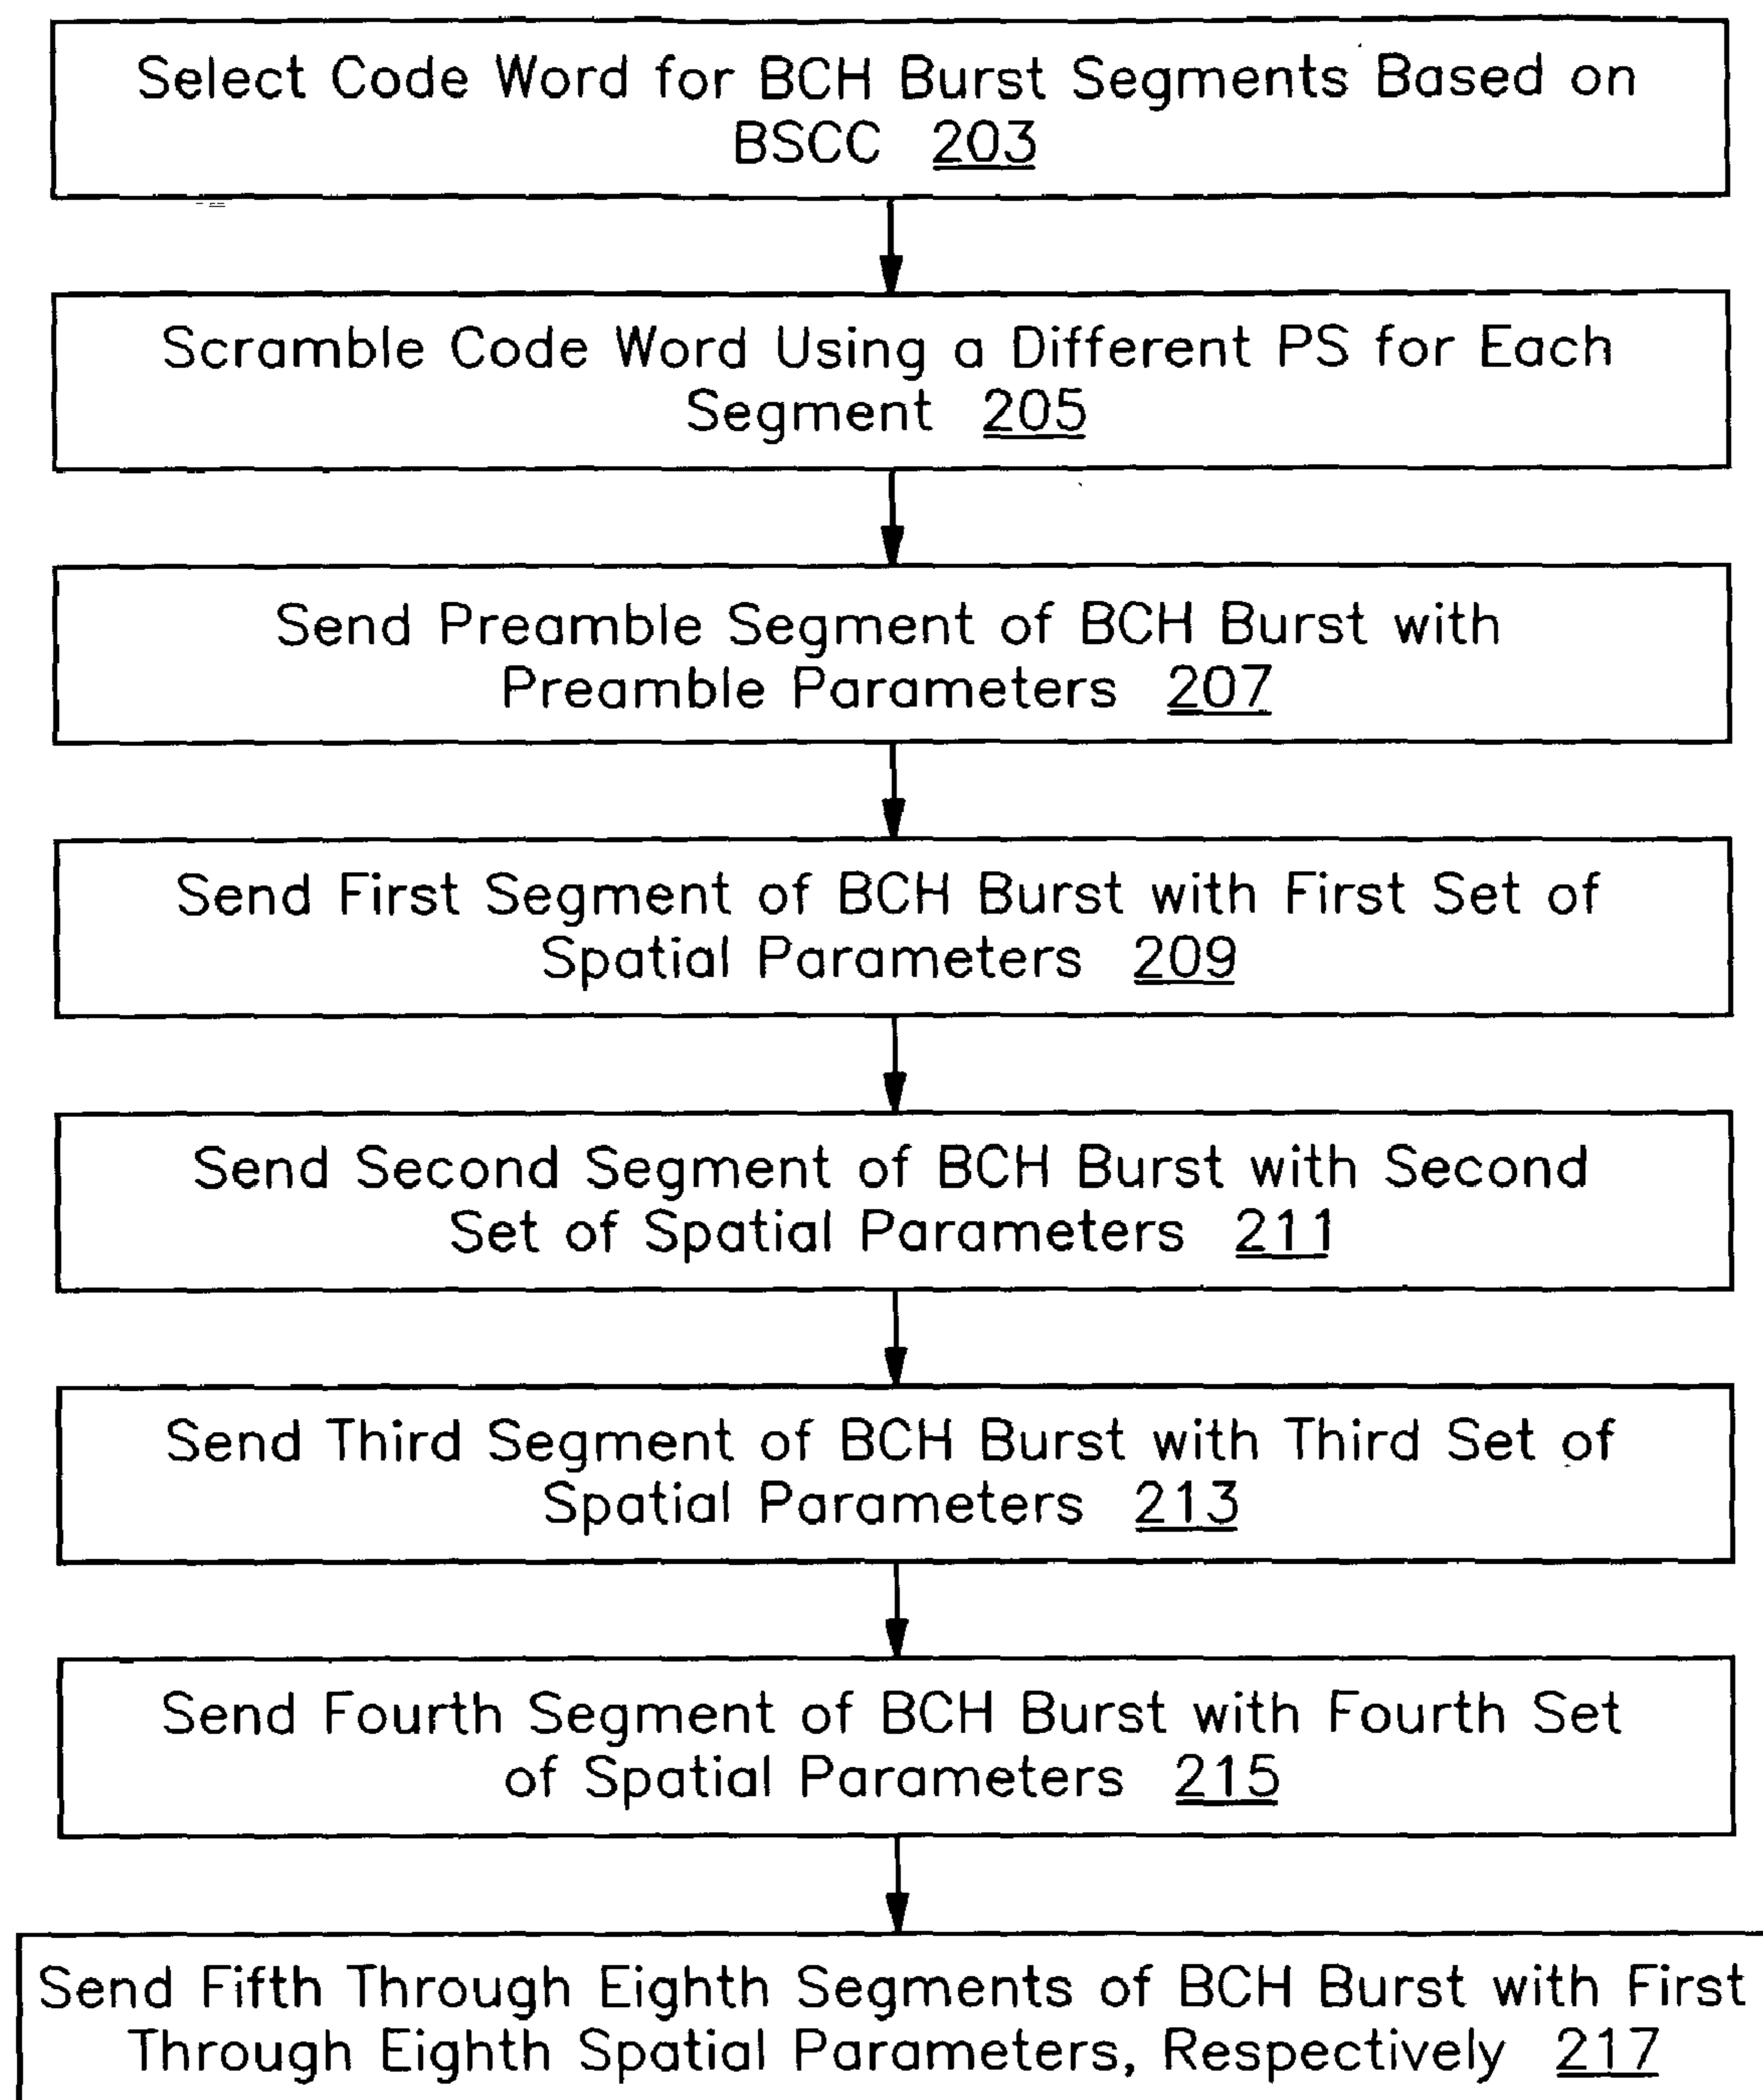 Select Code Word for BCH Burst Segments Based on
BSCC 203
Scramble Code Word Using a Different PS for Each
Segment 205
Send Preamble Segment of BCH Burst with
Preamble Parameters 207
Send First Segment of BCH Burst with First Set of
Spatial Parameters 209
Send Second Segment of BCH Burst with Second
Set of Spatial Parameters 211
Send Third Segment of BCH Burst with Third Set of
Spatial Parameters 213
Send Fourth Segment of BCH Burst with Fourth Set
of Spatial Parameters 215
Send Fifth Through Eighth Segments of BCH Burst with First
Through Eighth Spatial Parameters, Respectively 217